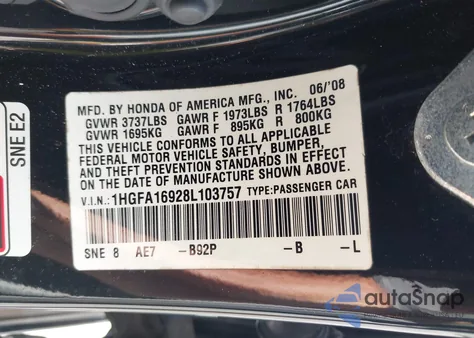 MFD. BY HONDA OF AMERICA MFG., INC. 06/'08
GVWR 3737LBS GAWR F 1973LBS R 1764LBS
GVWR 1695KG GAWR F 895KG R 800KG
THIS VEHICLE CONFORMS TO ALL APPLICABLE
FEDERAL MOTOR VEHICLE SAFETY, BUMPER,
AND THEFT PREVENTION STANDARDS IN EFFECT
ON THE DATE OF MANUFACTURE SHOWN ABOVE.
V.I.N.: 1HGFA16928L103757 TYPE:PASSENGER CAR
SNE 8 AE7 -B92P -B -L
SNE E2
autoSnap